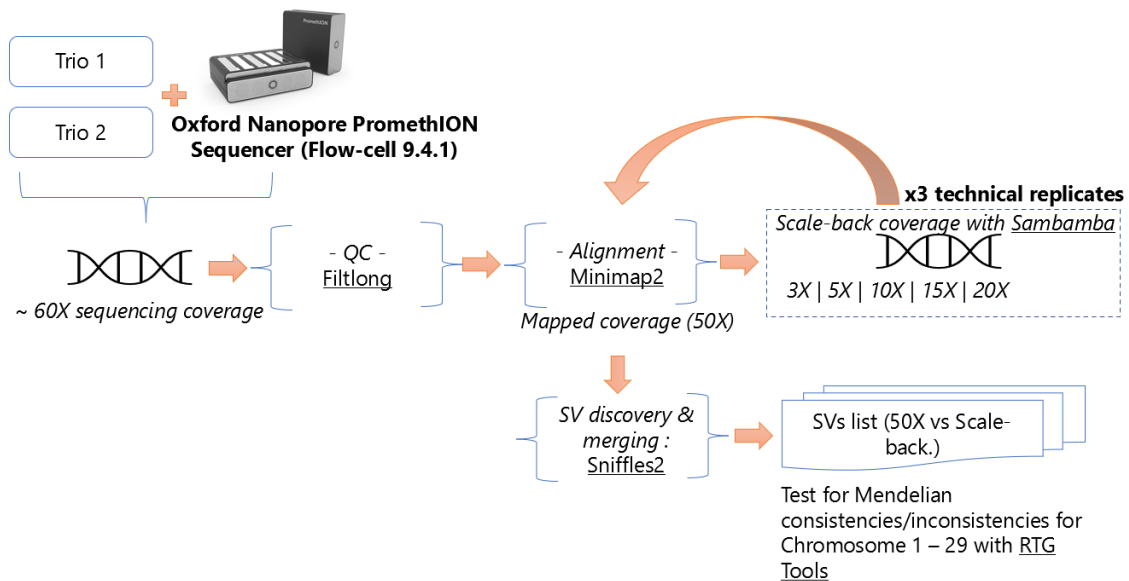 Trio 1
Trio 2
PromethION
Oxford Nanopore PromethION
Sequencer (Flow-cell 9.4.1)
~ 60X sequencing coverage
- QC -
Filtlong
- Alignment -
Minimap2
Mapped coverage (50X)
x3 technical replicates
Scale-back coverage with Sambamba
3X | 5X | 10X | 15X | 20X
SV discovery &
merging :
Sniffles2
SVs list (50X vs Scale-
back.)
Test for Mendelian
consistencies/inconsistencies for
Chromosome 1 – 29 with RTG
Tools